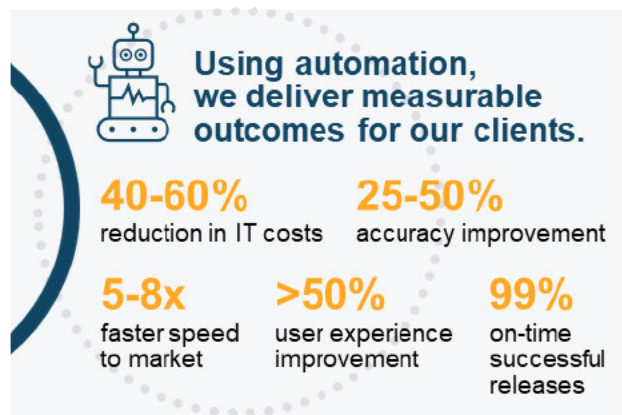 Using automation,
we deliver measurable
outcomes for our clients.
40-60%
reduction in IT costs
25-50%
accuracy improvement
5-8x
faster speed
to market
>50%
user experience
improvement
99%
on-time
successful
releases